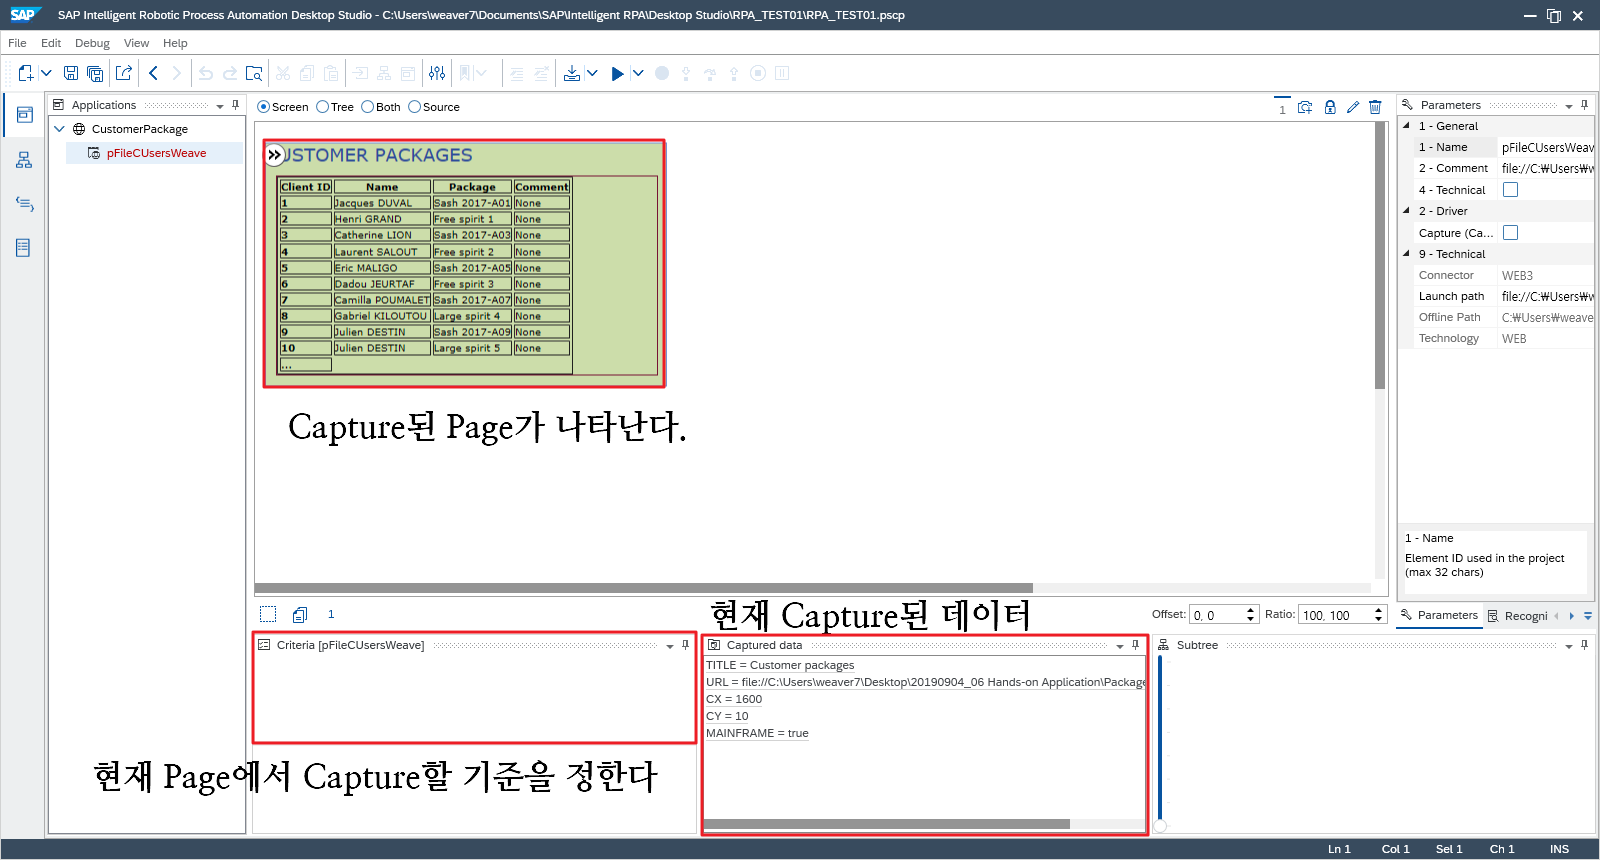 SAP Intelligent Robotic Process Automation Desktop Studio - C:\Users\weaver7\Documents\SAP\Intelligent RPA\Desktop Studio\RPA_TEST01\RPA_TEST01.pscp
File Edit Debug View Help
Applications
CustomerPackage
pFileCUsersWeave
Screen Tree Both Source
1
USTOMER PACKAGES
Client ID Name Package Comment
1 Jacques DUVAL Sash 2017-A01 None
2 Henri GRAND Free spirit 1 None
3 Catherine LION Sash 2017-A03 None
4 Laurent SALOUT Free spirit 2 None
5 Eric MALIGO Sash 2017-A05 None
6 Dadou JEURTAF Free spirit 3 None
7 Camilla POUMALET Sash 2017-A07 None
8 Gabriel KILOUTOU Large spirit 4 None
9 Julien DESTIN Sash 2017-A09 None
10 Julien DESTIN Large spirit 5 None
...
Capture된 Page가 나타난다.
Parameters
1 - General
1 - Name pFileCUsersWeav
2 - Comment file://C:₩Users₩w
4 - Technical
2 - Driver
Capture (Ca...
9 - Technical
Connector WEB3
Launch path file://C:₩Users₩w
Offline Path C:₩Users₩weave
Technology WEB
1 - Name
Element ID used in the project
(max 32 chars)
Parameters Recogni
1
현재 Capture된 데이터
Offset: 0, 0 Ratio: 100, 100
Criteria [pFileCUsersWeave]
현재 Page에서 Capture할 기준을 정한다
Captured data
TITLE = Customer packages
URL = file://C:\Users\weaver7\Desktop\20190904_06 Hands-on Application\Package
CX = 1600
CY = 10
MAINFRAME = true
Subtree
Ln 1 Col 1 Sel 1 Ch 1 INS